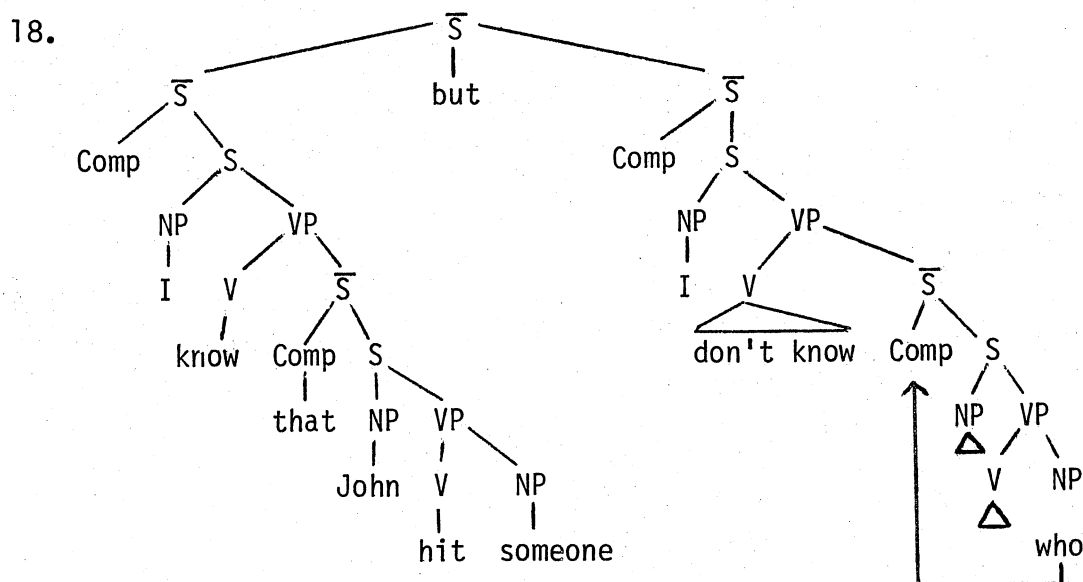 18.
S̅
S̅ but S̅
Comp S Comp S
NP VP NP VP
I V S̅ I V S̅
know Comp S don't know Comp S
that NP VP NP VP
John V NP V NP
hit someone who